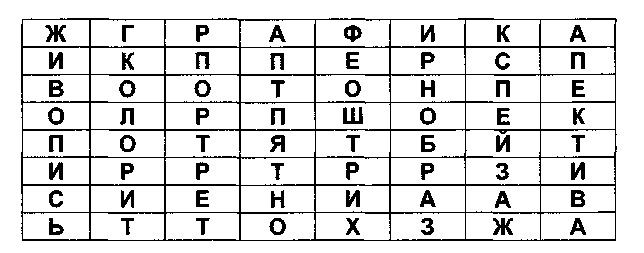 Ж Г Р А Ф И К А
И К П П Е Р С П
В О О Т О Н П Е
О Л Р П Ш О Е К
П О Т Я Т Б Й Т
И Р Р Т Р Р З И
С И Е Н И А А В
Ь Т Т О Х З Ж А